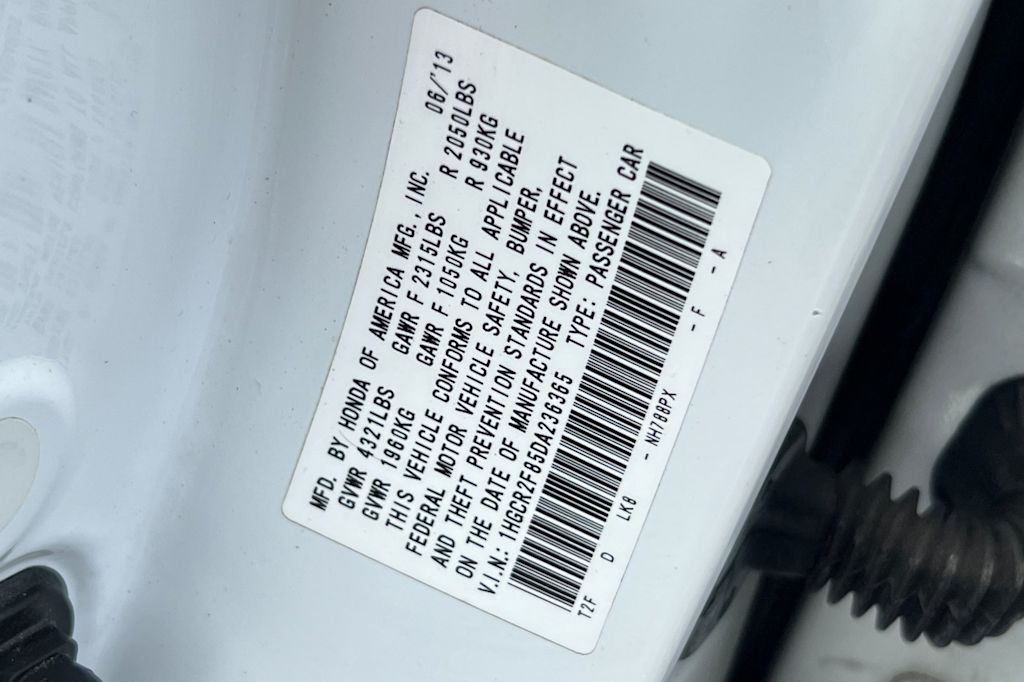 MFD. BY HONDA OF AMERICA MFG., INC. 06/'13
GVWR 4321LBS GAWR F 2315LBS R 2050LBS
GVWR 1960KG GAWR F 1050KG R 930KG
THIS VEHICLE CONFORMS TO ALL APPLICABLE
FEDERAL MOTOR VEHICLE SAFETY, BUMPER,
AND THEFT PREVENTION STANDARDS IN EFFECT
ON THE DATE OF MANUFACTURE SHOWN ABOVE.
V.I.N.: 1HGCR2F85DA236365 TYPE: PASSENGER CAR
T2F D LK8 - NH788PX - F - A